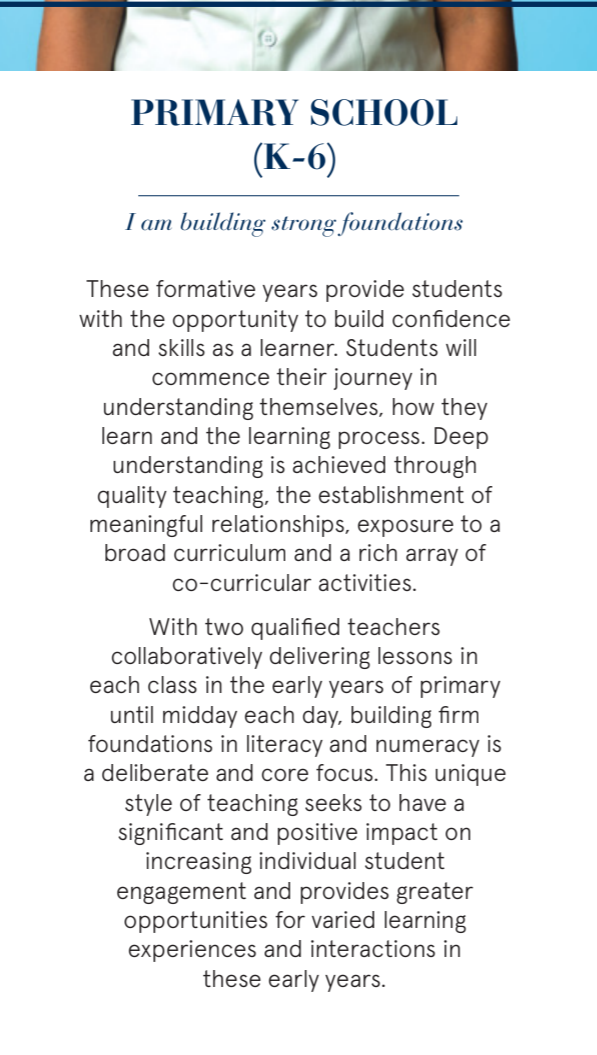 PRIMARY SCHOOL
(K-6)
I am building strong foundations
These formative years provide students
with the opportunity to build confidence
and skills as a learner. Students will
commence their journey in
understanding themselves, how they
learn and the learning process. Deep
understanding is achieved through
quality teaching, the establishment of
meaningful relationships, exposure to a
broad curriculum and a rich array of
co-curricular activities.
With two qualified teachers
collaboratively delivering lessons in
each class in the early years of primary
until midday each day, building firm
foundations in literacy and numeracy is
a deliberate and core focus. This unique
style of teaching seeks to have a
significant and positive impact on
increasing individual student
engagement and provides greater
opportunities for varied learning
experiences and interactions in
these early years.